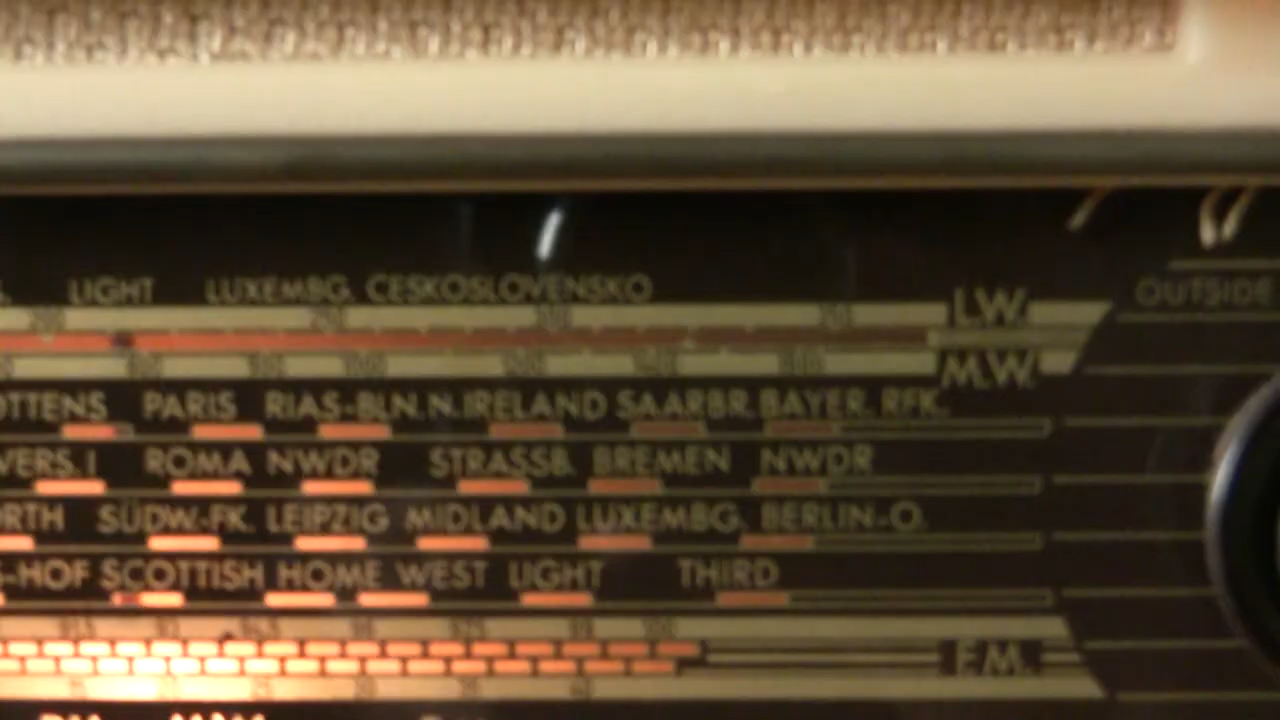 LIGHT LUXEMBG. CESKOSLOVENSKO
L.W.
OUTSIDE
M.W.
OTTENS PARIS RIAS-BLN. N.IRELAND SAARBR. BAYER. RFK.
VERS. I ROMA NWDR STRASSB. BREMEN NWDR
RTH SÜDW.-FK. LEIPZIG MIDLAND LUXEMBG. BERLIN-O.
-HOF SCOTTISH HOME WEST LIGHT THIRD
F.M.